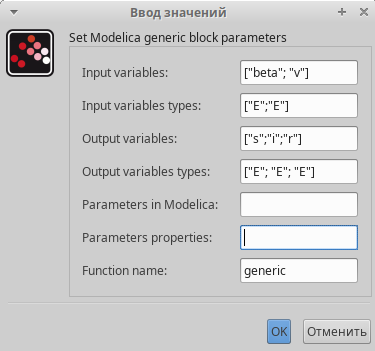 Ввод значений
Set Modelica generic block parameters
Input variables: ["beta"; "v"]
Input variables types: ["E";"E"]
Output variables: ["s";"i";"r"]
Output variables types: ["E"; "E"; "E"]
Parameters in Modelica:
Parameters properties:
Function name: generic
OK Отменить